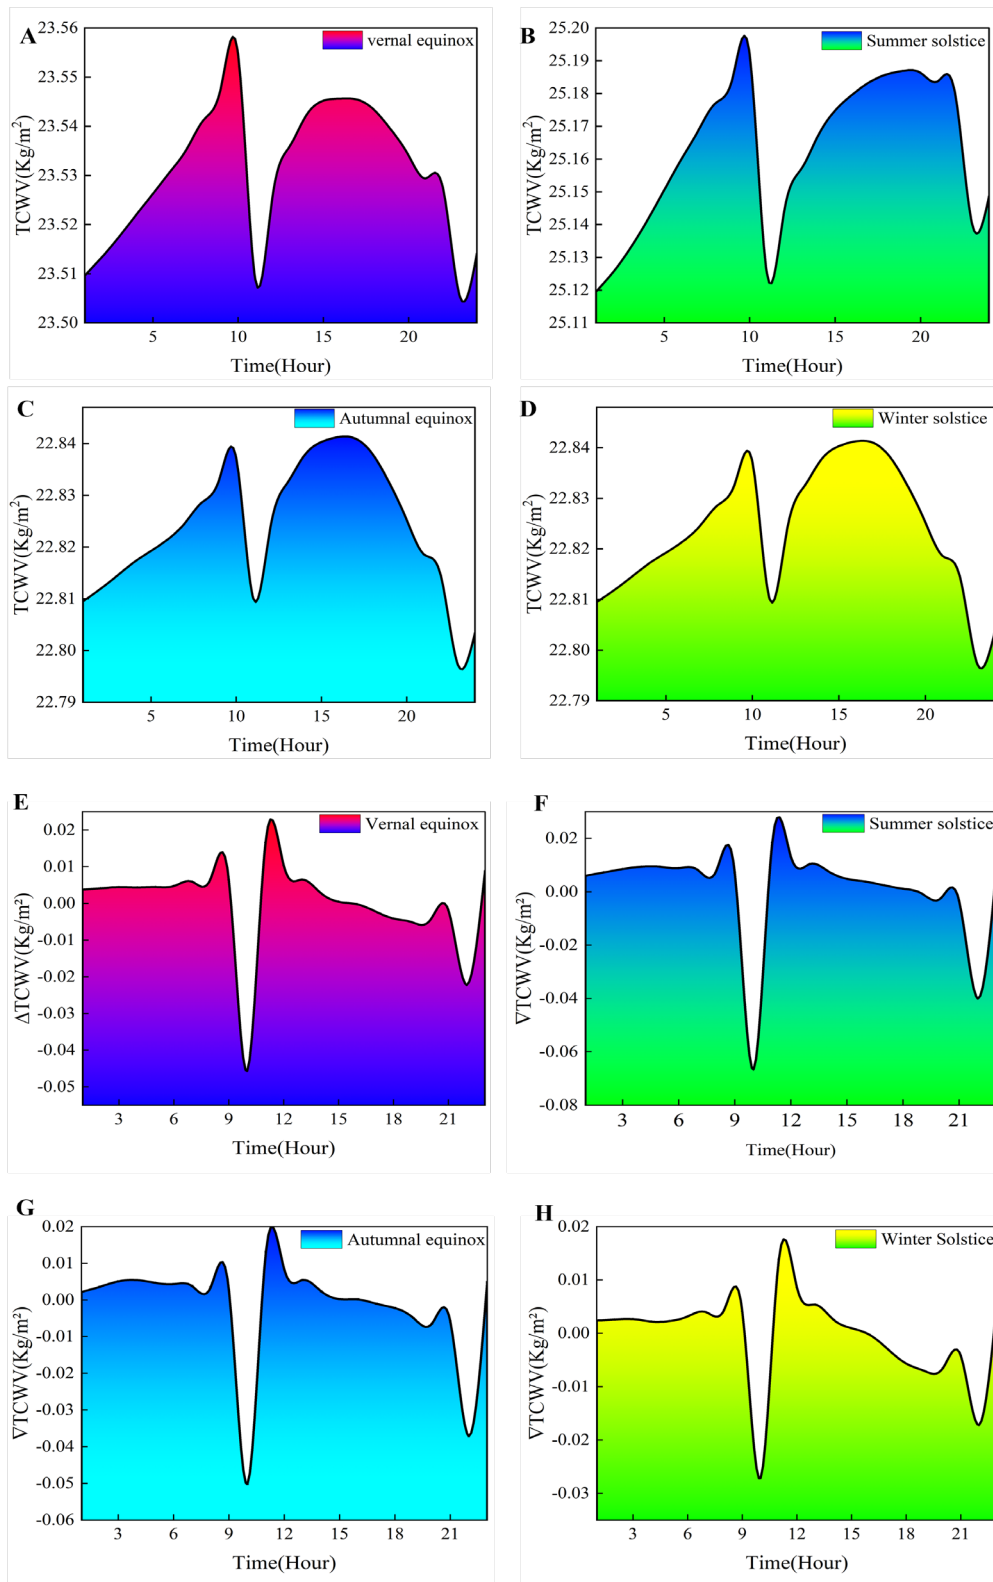 A
vernal equinox
TCWV(Kg/m²)
23.56
23.55
23.54
23.53
23.52
23.51
23.50
5 10 15 20
Time(Hour)
B
Summer solstice
TCWV(Kg/m²)
25.20
25.19
25.18
25.16
25.15
25.14
25.13
25.12
25.11
5 10 15 20
Time(Hour)
C
Autumnal equinox
TCWV(Kg/m²)
22.84
22.83
22.82
22.81
22.80
22.79
5 10 15 20
Time(Hour)
D
Winter solstice
TCWV(Kg/m²)
22.84
22.83
22.82
22.81
22.80
22.79
5 10 15 20
Time(Hour)
E
Vernal equinox
ΔTCWV(Kg/m²)
0.02
0.01
0.00
-0.01
-0.02
-0.03
-0.04
-0.05
3 6 9 12 15 18 21
Time(Hour)
F
Summer solstice
∇TCWV(Kg/m²)
0.02
0.00
-0.02
-0.04
-0.06
-0.08
3 6 9 12 15 18 21
Time(Hour)
G
Autumnal equinox
∇TCWV(Kg/m²)
0.02
0.01
0.00
-0.01
-0.02
-0.03
-0.04
-0.05
-0.06
3 6 9 12 15 18 21
Time(Hour)
H
Winter Solstice
∇TCWV(Kg/m²)
0.02
0.01
0.00
-0.01
-0.02
-0.03
3 6 9 12 15 18 21
Time(Hour)